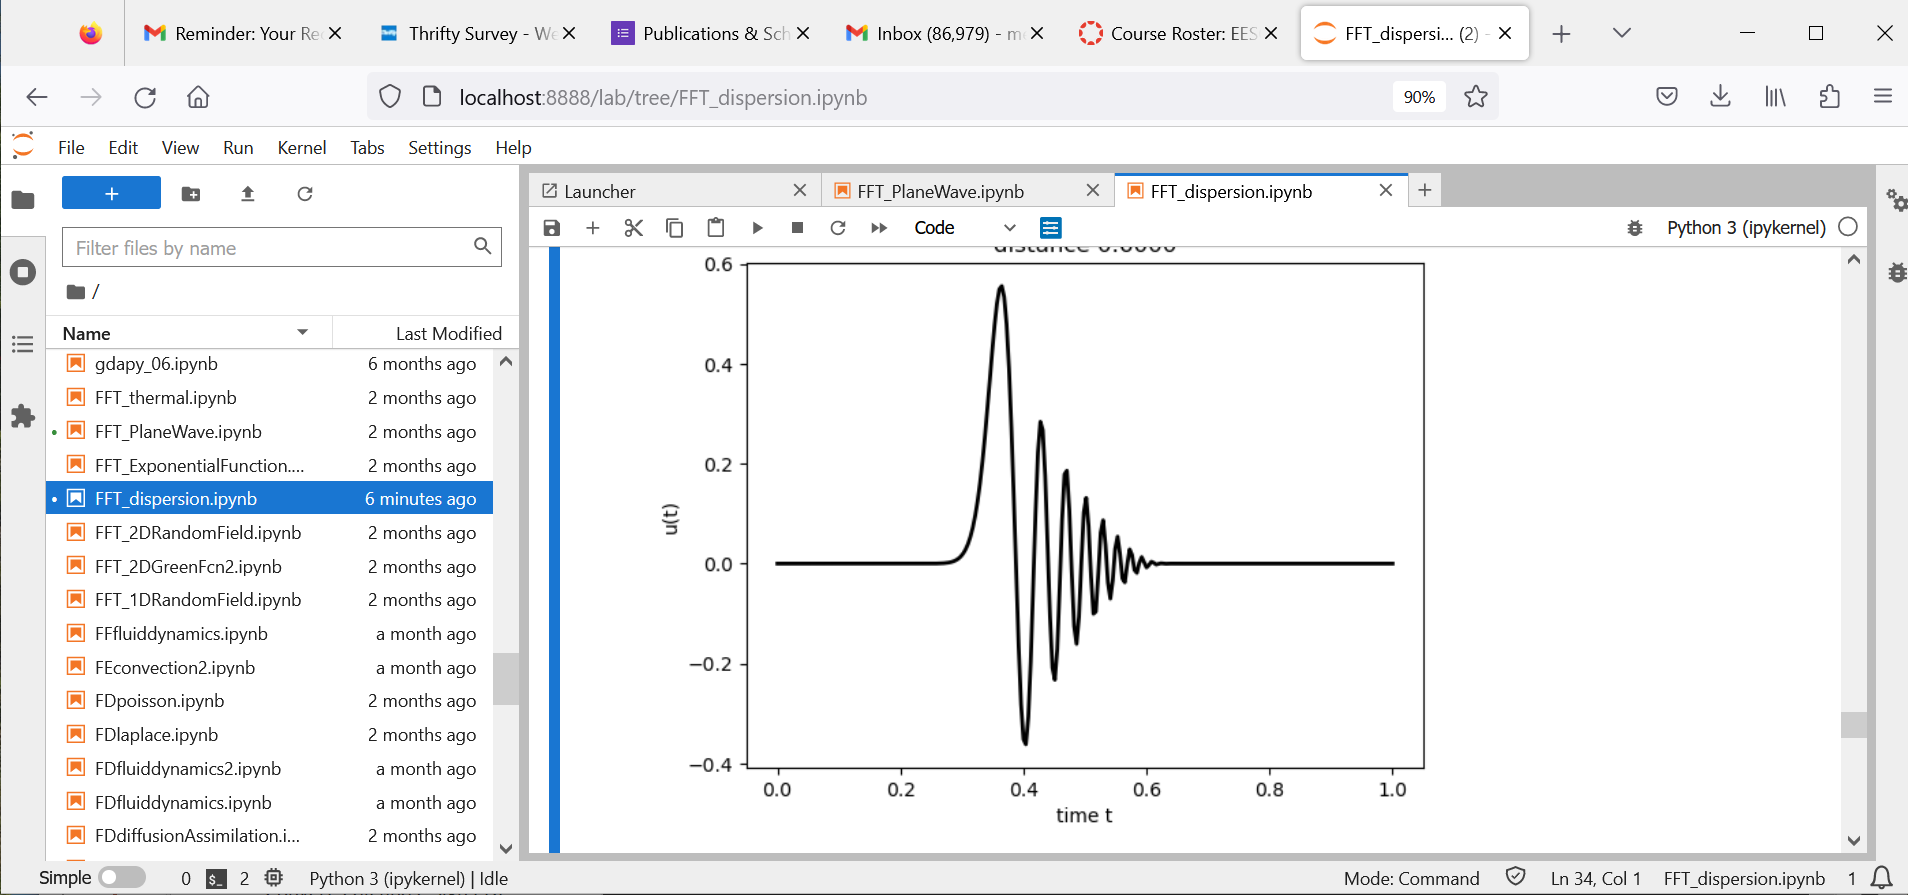 Reminder: Your Re
Thrifty Survey - We
Publications & Sch
Inbox (86,979) - m
Course Roster: EES
FFT_dispersi... (2) -
localhost:8888/lab/tree/FFT_dispersion.ipynb
90%
File Edit View Run Kernel Tabs Settings Help
+
Launcher
FFT_PlaneWave.ipynb
FFT_dispersion.ipynb
Code
Python 3 (ipykernel)
Filter files by name
/
Name Last Modified
gdapy_06.ipynb 6 months ago
FFT_thermal.ipynb 2 months ago
FFT_PlaneWave.ipynb 2 months ago
FFT_ExponentialFunction.... 2 months ago
FFT_dispersion.ipynb 6 minutes ago
FFT_2DRandomField.ipynb 2 months ago
FFT_2DGreenFcn2.ipynb 2 months ago
FFT_1DRandomField.ipynb 2 months ago
FFfluiddynamics.ipynb a month ago
FEconvection2.ipynb a month ago
FDpoisson.ipynb 2 months ago
FDlaplace.ipynb 2 months ago
FDfluiddynamics2.ipynb a month ago
FDfluiddynamics.ipynb a month ago
FDdiffusionAssimilation.i... 2 months ago
distance 0.6000
0.6
0.4
0.2
0.0
−0.2
−0.4
u(t)
0.0 0.2 0.4 0.6 0.8 1.0
time t
Simple 0 $_ 2 Python 3 (ipykernel) | Idle
Mode: Command Ln 34, Col 1 FFT_dispersion.ipynb 1